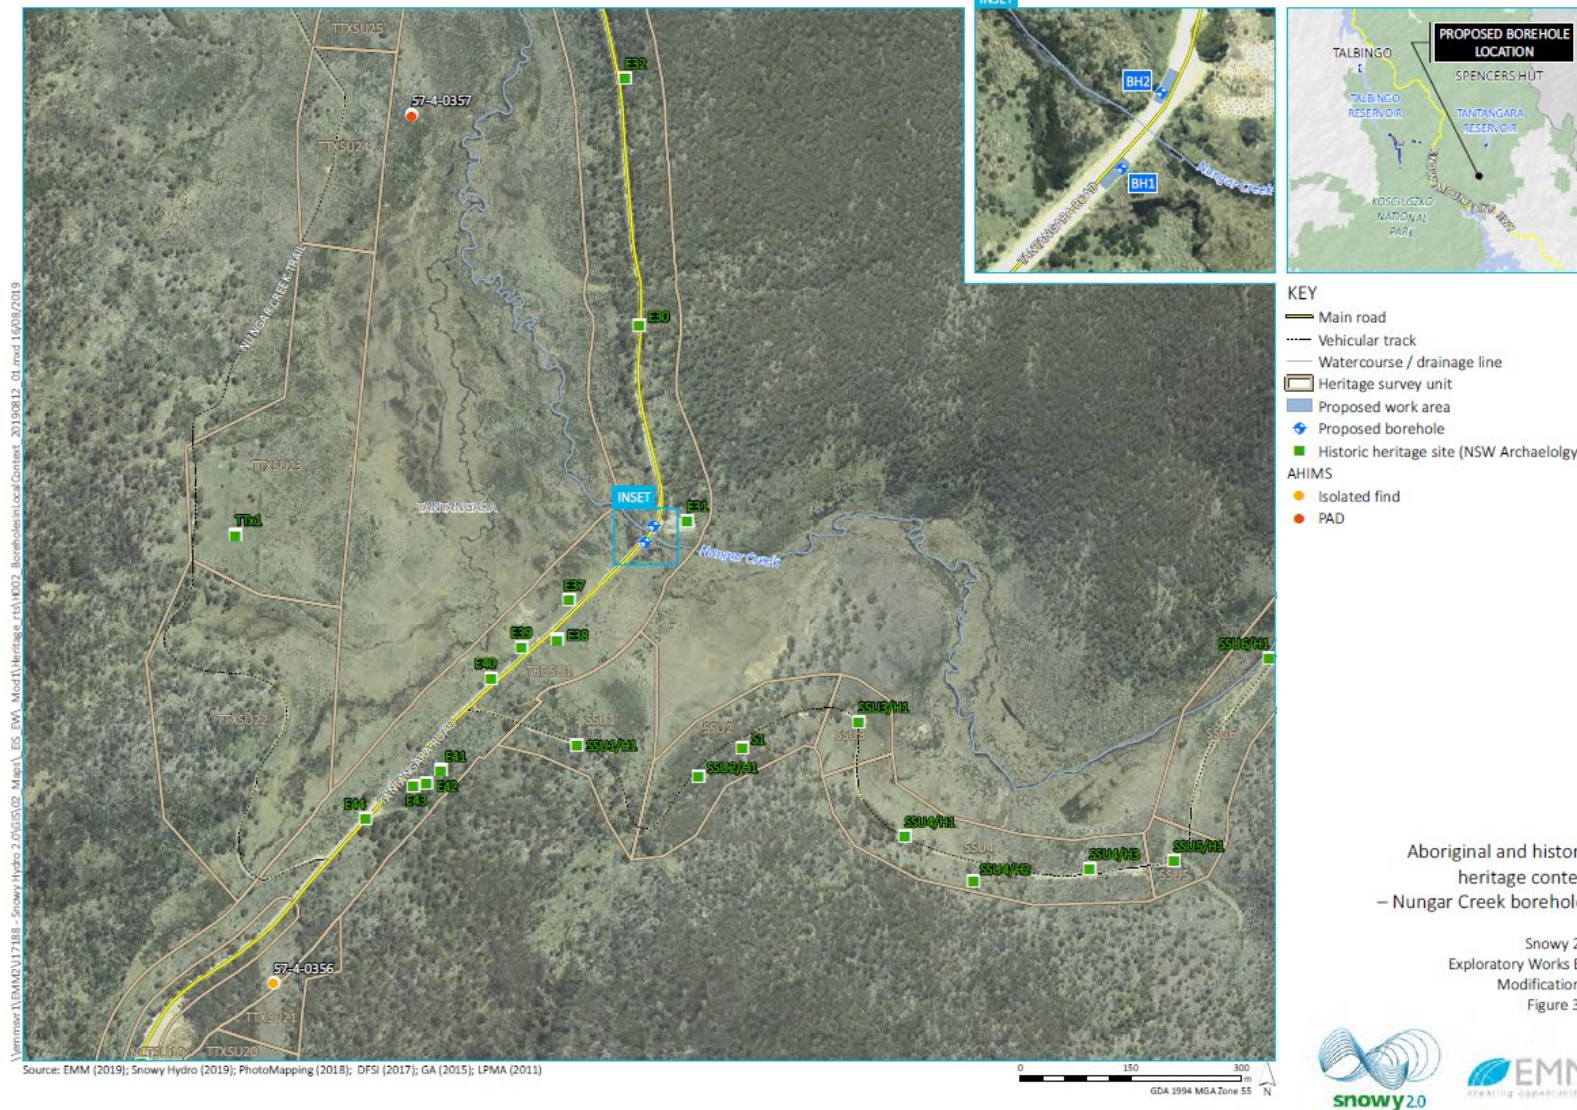 INSET
PROPOSED BOREHOLE
LOCATION
TALBINGO
SPENCERS HUT
TALBINGO
RESERVOIR
TANTANGARA
RESERVOIR
SNOWY MOUNTAINS HWY
KOSCIUSZKO
NATIONAL
PARK
BH2
BH1
Nungar Creek
TANTANGARA ROAD
TTXSU25
E32
57-4-0357
TTXSU24
NUNGAR CREEK TRAIL
E30
TTXSU23
TANTANGARA
INSET
E31
TTx1
Nungar Creek
E37
E39
E38
E40
TRDSU1
SSU6/H1
TTXSU22
SSU1
SSU1/H1
SSU2
S1
SSU2/H1
SSU3/H1
SSU3
SSU6
TANTANGARA ROAD
E41
E42
E43
E44
SSU4/H1
SSU4
SSU4/H2
SSU4/H3
SSU5/H1
SSU5
57-4-0356
TTXSU21
TTXSU20
KEY
Main road
Vehicular track
Watercourse / drainage line
Heritage survey unit
Proposed work area
Proposed borehole
Historic heritage site (NSW Archaelolgy
AHIMS
Isolated find
PAD
Aboriginal and histor
heritage conte
– Nungar Creek borehol
Snowy 2
Exploratory Works E
Modification
Figure 3
snowy2.0
EMM
creating opportunit
Source: EMM (2019); Snowy Hydro (2019); PhotoMapping (2018); DFSI (2017); GA (2015); LPMA (2011)
0 150 300
m
GDA 1994 MGA Zone 55
N